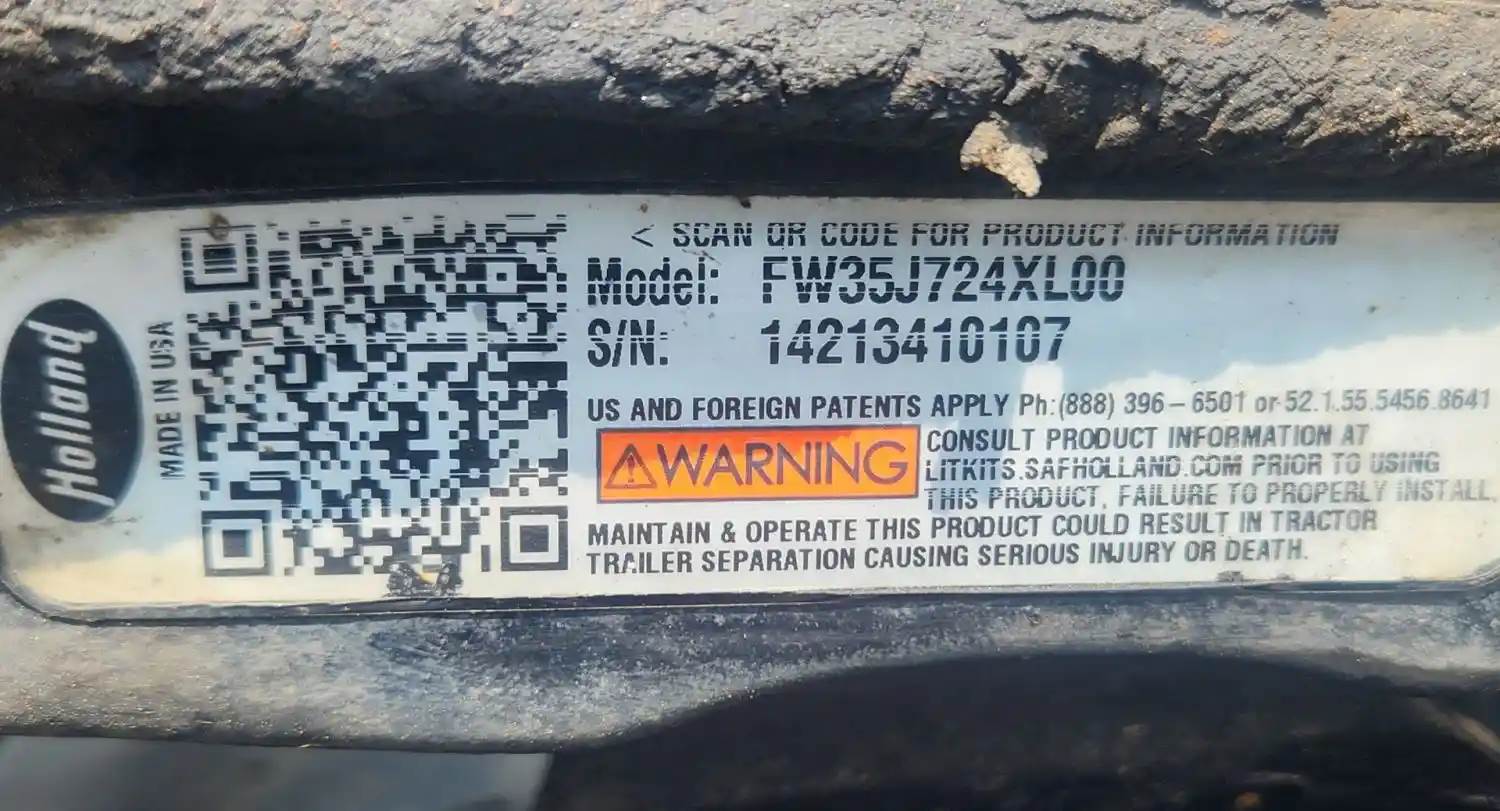 Holland
MADE IN USA
< SCAN QR CODE FOR PRODUCT INFORMATION
Model: FW35J724XL00
S/N: 14213410107
US AND FOREIGN PATENTS APPLY Ph:(888) 396-6501 or 52.1.55.5456.8641
⚠WARNING
CONSULT PRODUCT INFORMATION AT
LITKITS.SAFHOLLAND.COM PRIOR TO USING
THIS PRODUCT, FAILURE TO PROPERLY INSTALL,
MAINTAIN & OPERATE THIS PRODUCT COULD RESULT IN TRACTOR
TRAILER SEPARATION CAUSING SERIOUS INJURY OR DEATH.